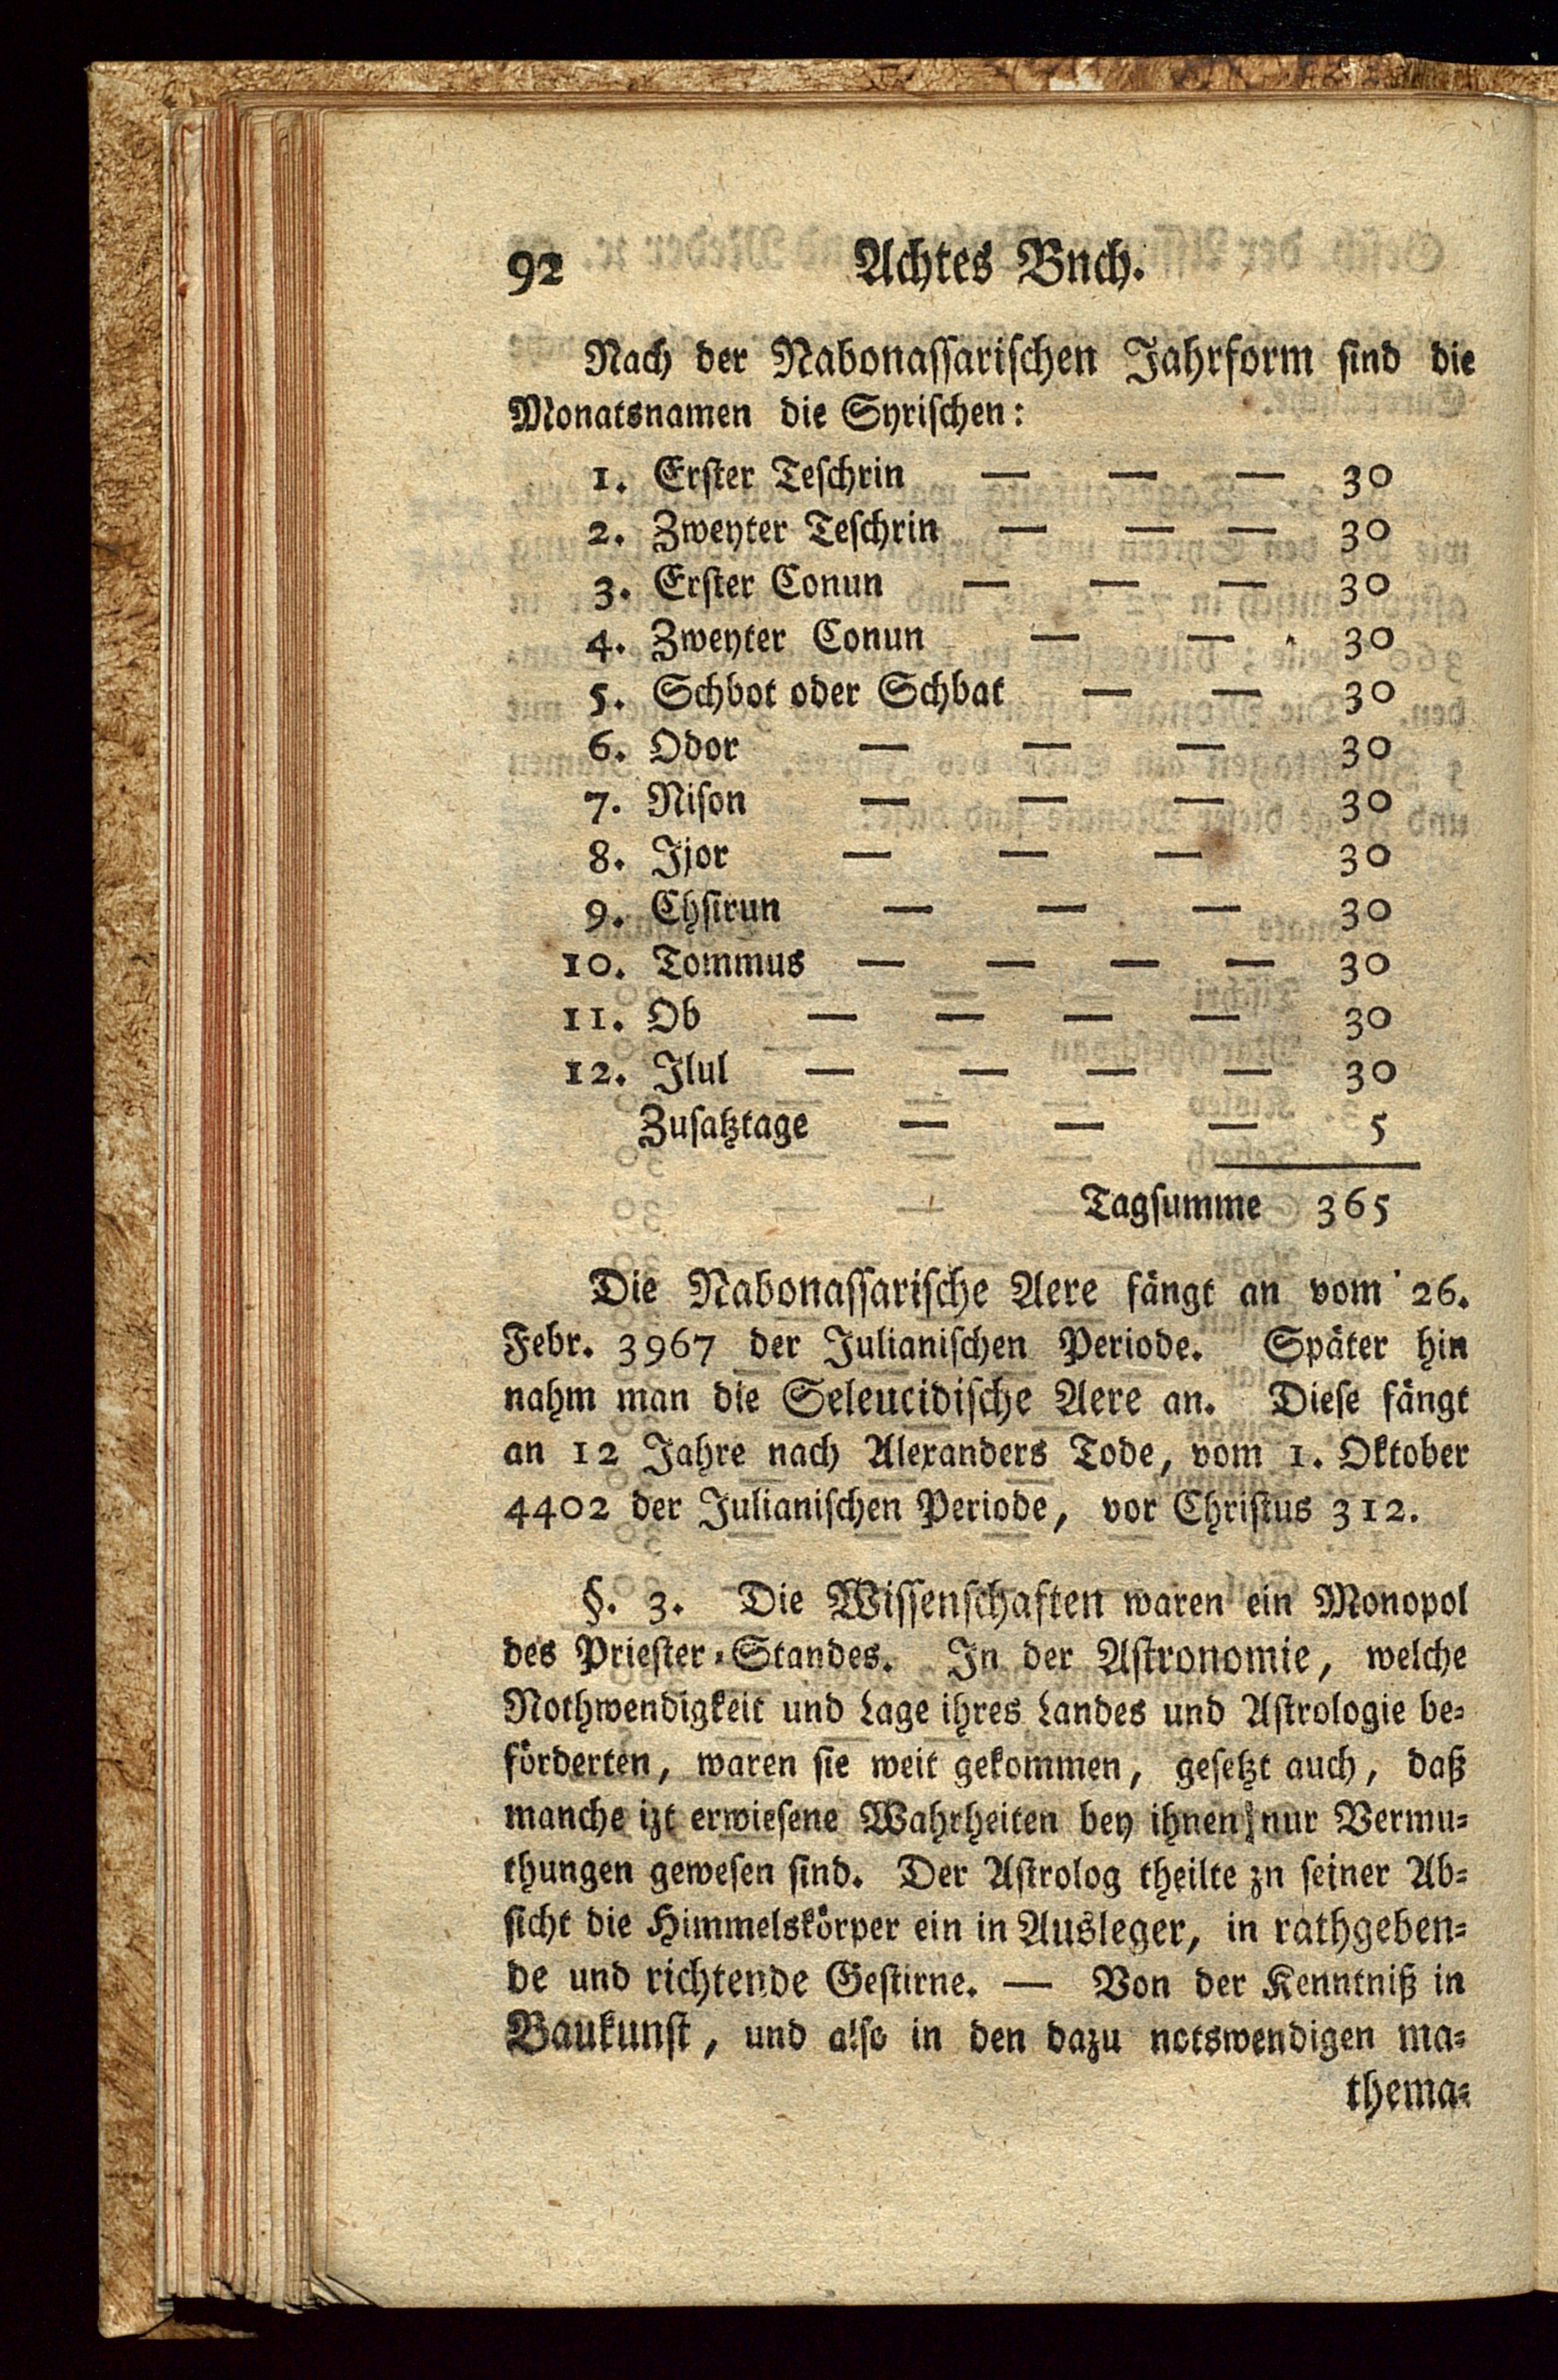 92 Achtes Bnch.
Nach der Nabonassarischen Jahrform sind die
Monatsnamen die Syrischen:
1. Erster Teschrin — — — 30
2. Zweyter Teschrin — — — 30
3. Erster Conun — — — 30
4. Zweyter Conun — — 30
5. Schbot oder Schbat — — 30
6. Odor — — — 30
7. Nison — — — 30
8. Jjor — — — 30
9. Chsirun — — — 30
10. Tommus — — — — 30
11. Ob — — — — 30
12. Jlul — — — — 30
Zusatztage — — — 5
Tagsumme 365
Die Nabonassarische Aere fängt an vom 26.
Febr. 3967 der Julianischen Periode. Später hin
nahm man die Seleucidische Aere an. Diese fängt
an 12 Jahre nach Alexanders Tode, vom 1. Oktober
4402 der Julianischen Periode, vor Christus 312.
§. 3. Die Wissenschaften waren ein Monopol
des Priester-Standes. In der Astronomie, welche
Nothwendigkeit und Lage ihres Landes und Astrologie be-
förderten, waren sie weit gekommen, gesetzt auch, daß
manche izt erwiesene Wahrheiten bey ihnen nur Vermu-
thungen gewesen sind. Der Astrolog theilte zn seiner Ab-
sicht die Himmelskörper ein in Ausleger, in rathgeben-
de und richtende Gestirne. — Von der Kenntniß in
Baukunst, und also in den dazu notswendigen ma-
thema-